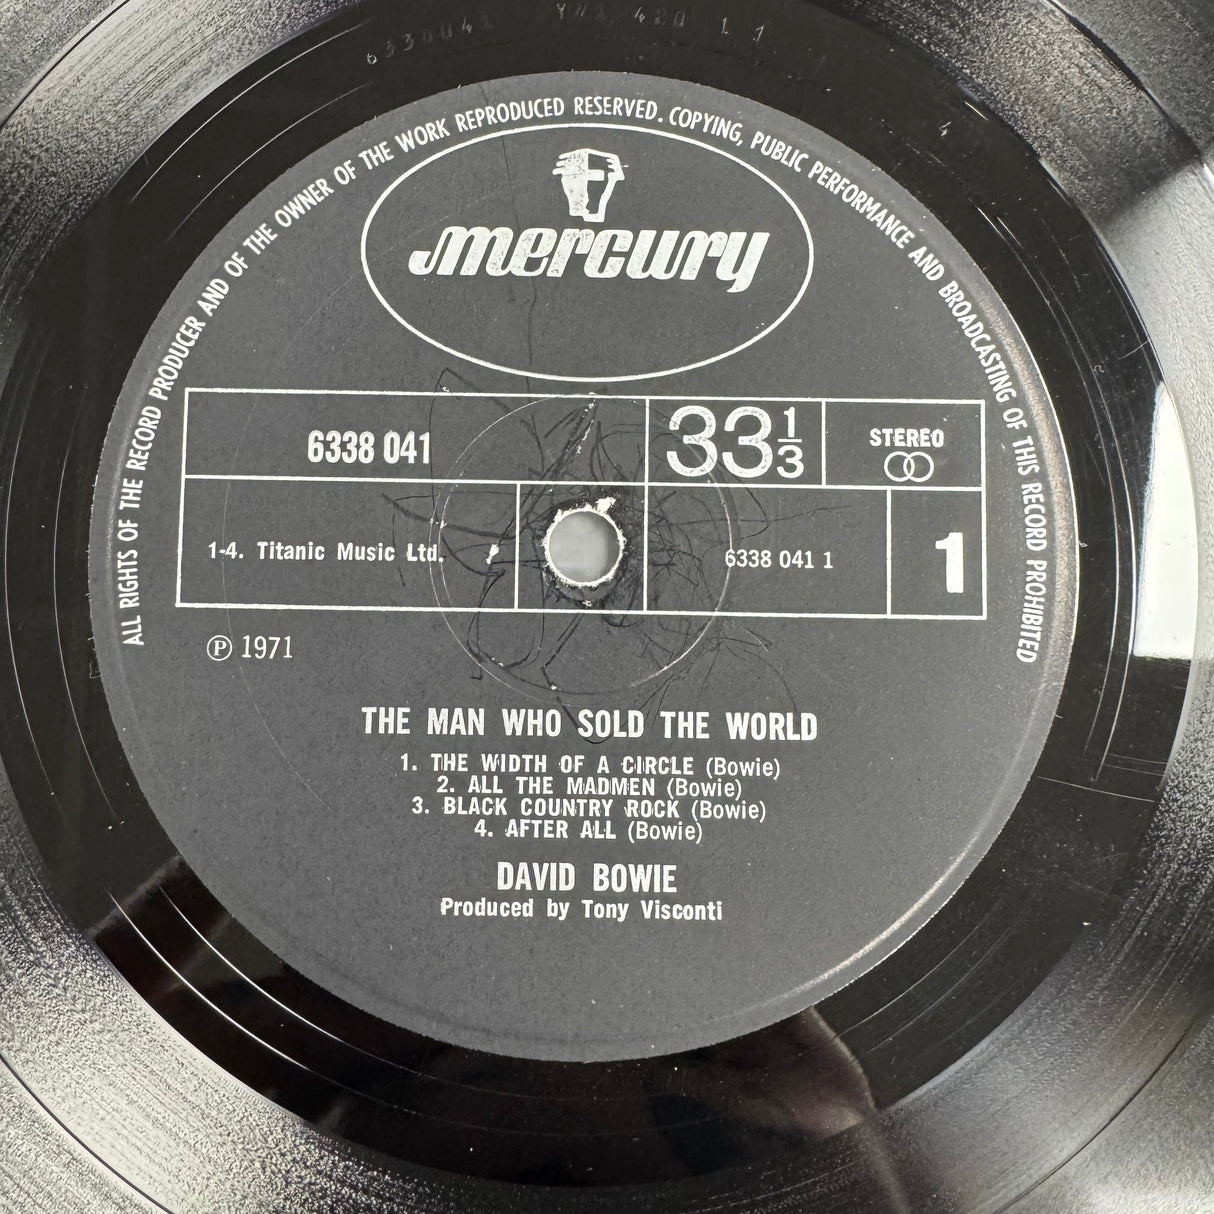 ALL RIGHTS OF THE RECORD PRODUCER AND OF THE OWNER OF THE WORK REPRODUCED RESERVED. COPYING, PUBLIC PERFORMANCE AND BROADCASTING OF THIS RECORD PROHIBITED
mercury
6338 041
33 1/3
STEREO
1-4. Titanic Music Ltd.
6338 041 1
1
Ⓟ 1971
THE MAN WHO SOLD THE WORLD
1. THE WIDTH OF A CIRCLE (Bowie)
2. ALL THE MADMEN (Bowie)
3. BLACK COUNTRY ROCK (Bowie)
4. AFTER ALL (Bowie)
DAVID BOWIE
Produced by Tony Visconti